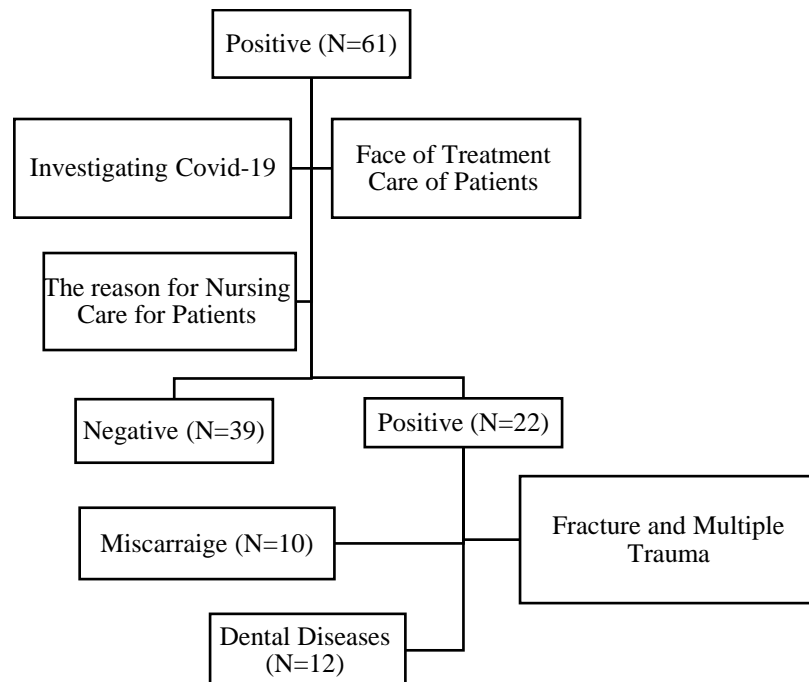 Positive (N=61)
Investigating Covid-19
Face of Treatment
Care of Patients
The reason for Nursing
Care for Patients
Negative (N=39)
Positive (N=22)
Miscarraige (N=10)
Fracture and Multiple
Trauma
Dental Diseases
(N=12)